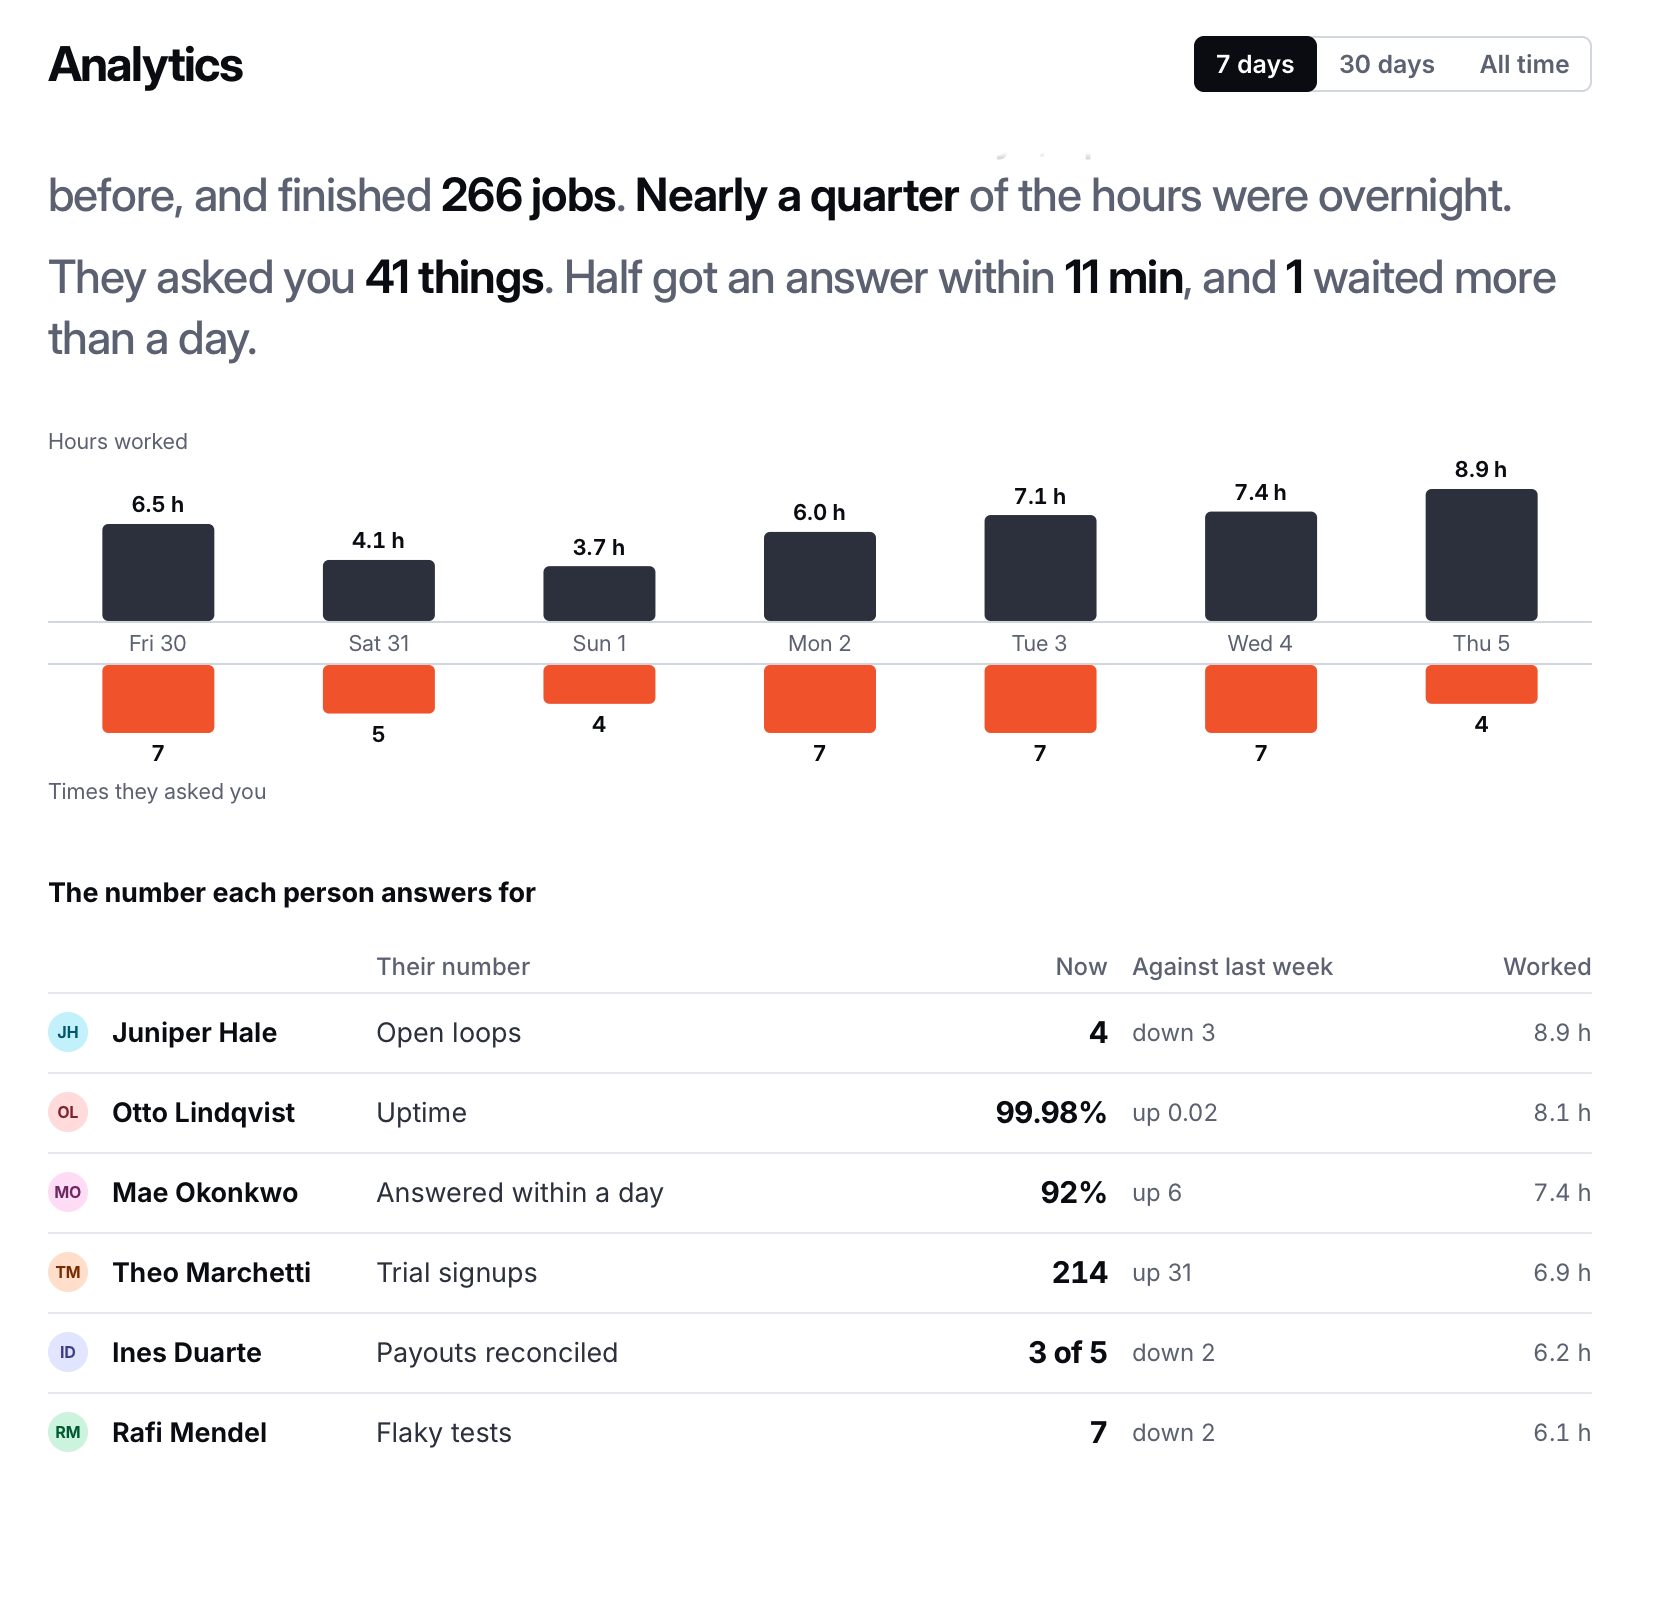 Analytics
7 days
30 days
All time
before, and finished 266 jobs. Nearly a quarter of the hours were overnight.
They asked you 41 things. Half got an answer within 11 min, and 1 waited more
than a day.
Hours worked
6.5 h
4.1 h
3.7 h
6.0 h
7.1 h
7.4 h
8.9 h
Fri 30
Sat 31
Sun 1
Mon 2
Tue 3
Wed 4
Thu 5
7
5
4
7
7
7
4
Times they asked you
The number each person answers for
Their number Now Against last week Worked
JH Juniper Hale Open loops 4 down 3 8.9 h
OL Otto Lindqvist Uptime 99.98% up 0.02 8.1 h
MO Mae Okonkwo Answered within a day 92% up 6 7.4 h
TM Theo Marchetti Trial signups 214 up 31 6.9 h
ID Ines Duarte Payouts reconciled 3 of 5 down 2 6.2 h
RM Rafi Mendel Flaky tests 7 down 2 6.1 h